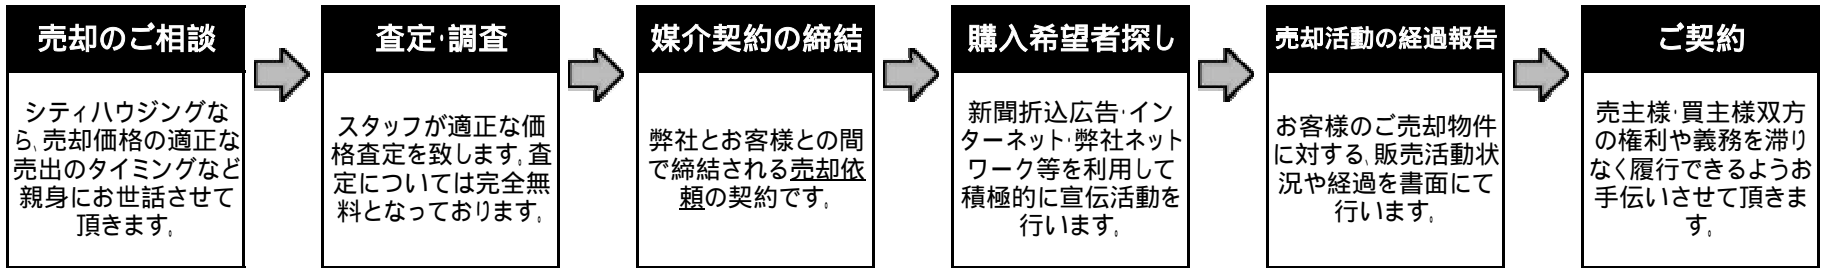 売却のご相談
シティハウジングな
ら、売却価格の適正な
売出のタイミングなど
親身にお世話させて
頂きます。
査定・調査
スタッフが適正な価
格査定を致します。査
定については完全無
料となっております。
媒介契約の締結
弊社とお客様との間
で締結される売却依
頼の契約です。
購入希望者探し
新聞折込広告・イン
ターネット・弊社ネット
ワーク等を利用して
積極的に宣伝活動を
行います。
売却活動の経過報告
お客様のご売却物件
に対する、販売活動状
況や経過を書面にて
行います。
ご契約
売主様・買主様双方
の権利や義務を滞り
なく履行できるようお
手伝いさせて頂きま
す。